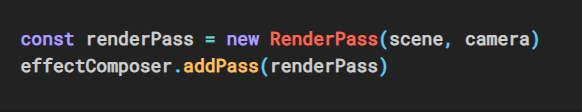 const renderPass = new RenderPass(scene, camera)
effectComposer.addPass(renderPass)